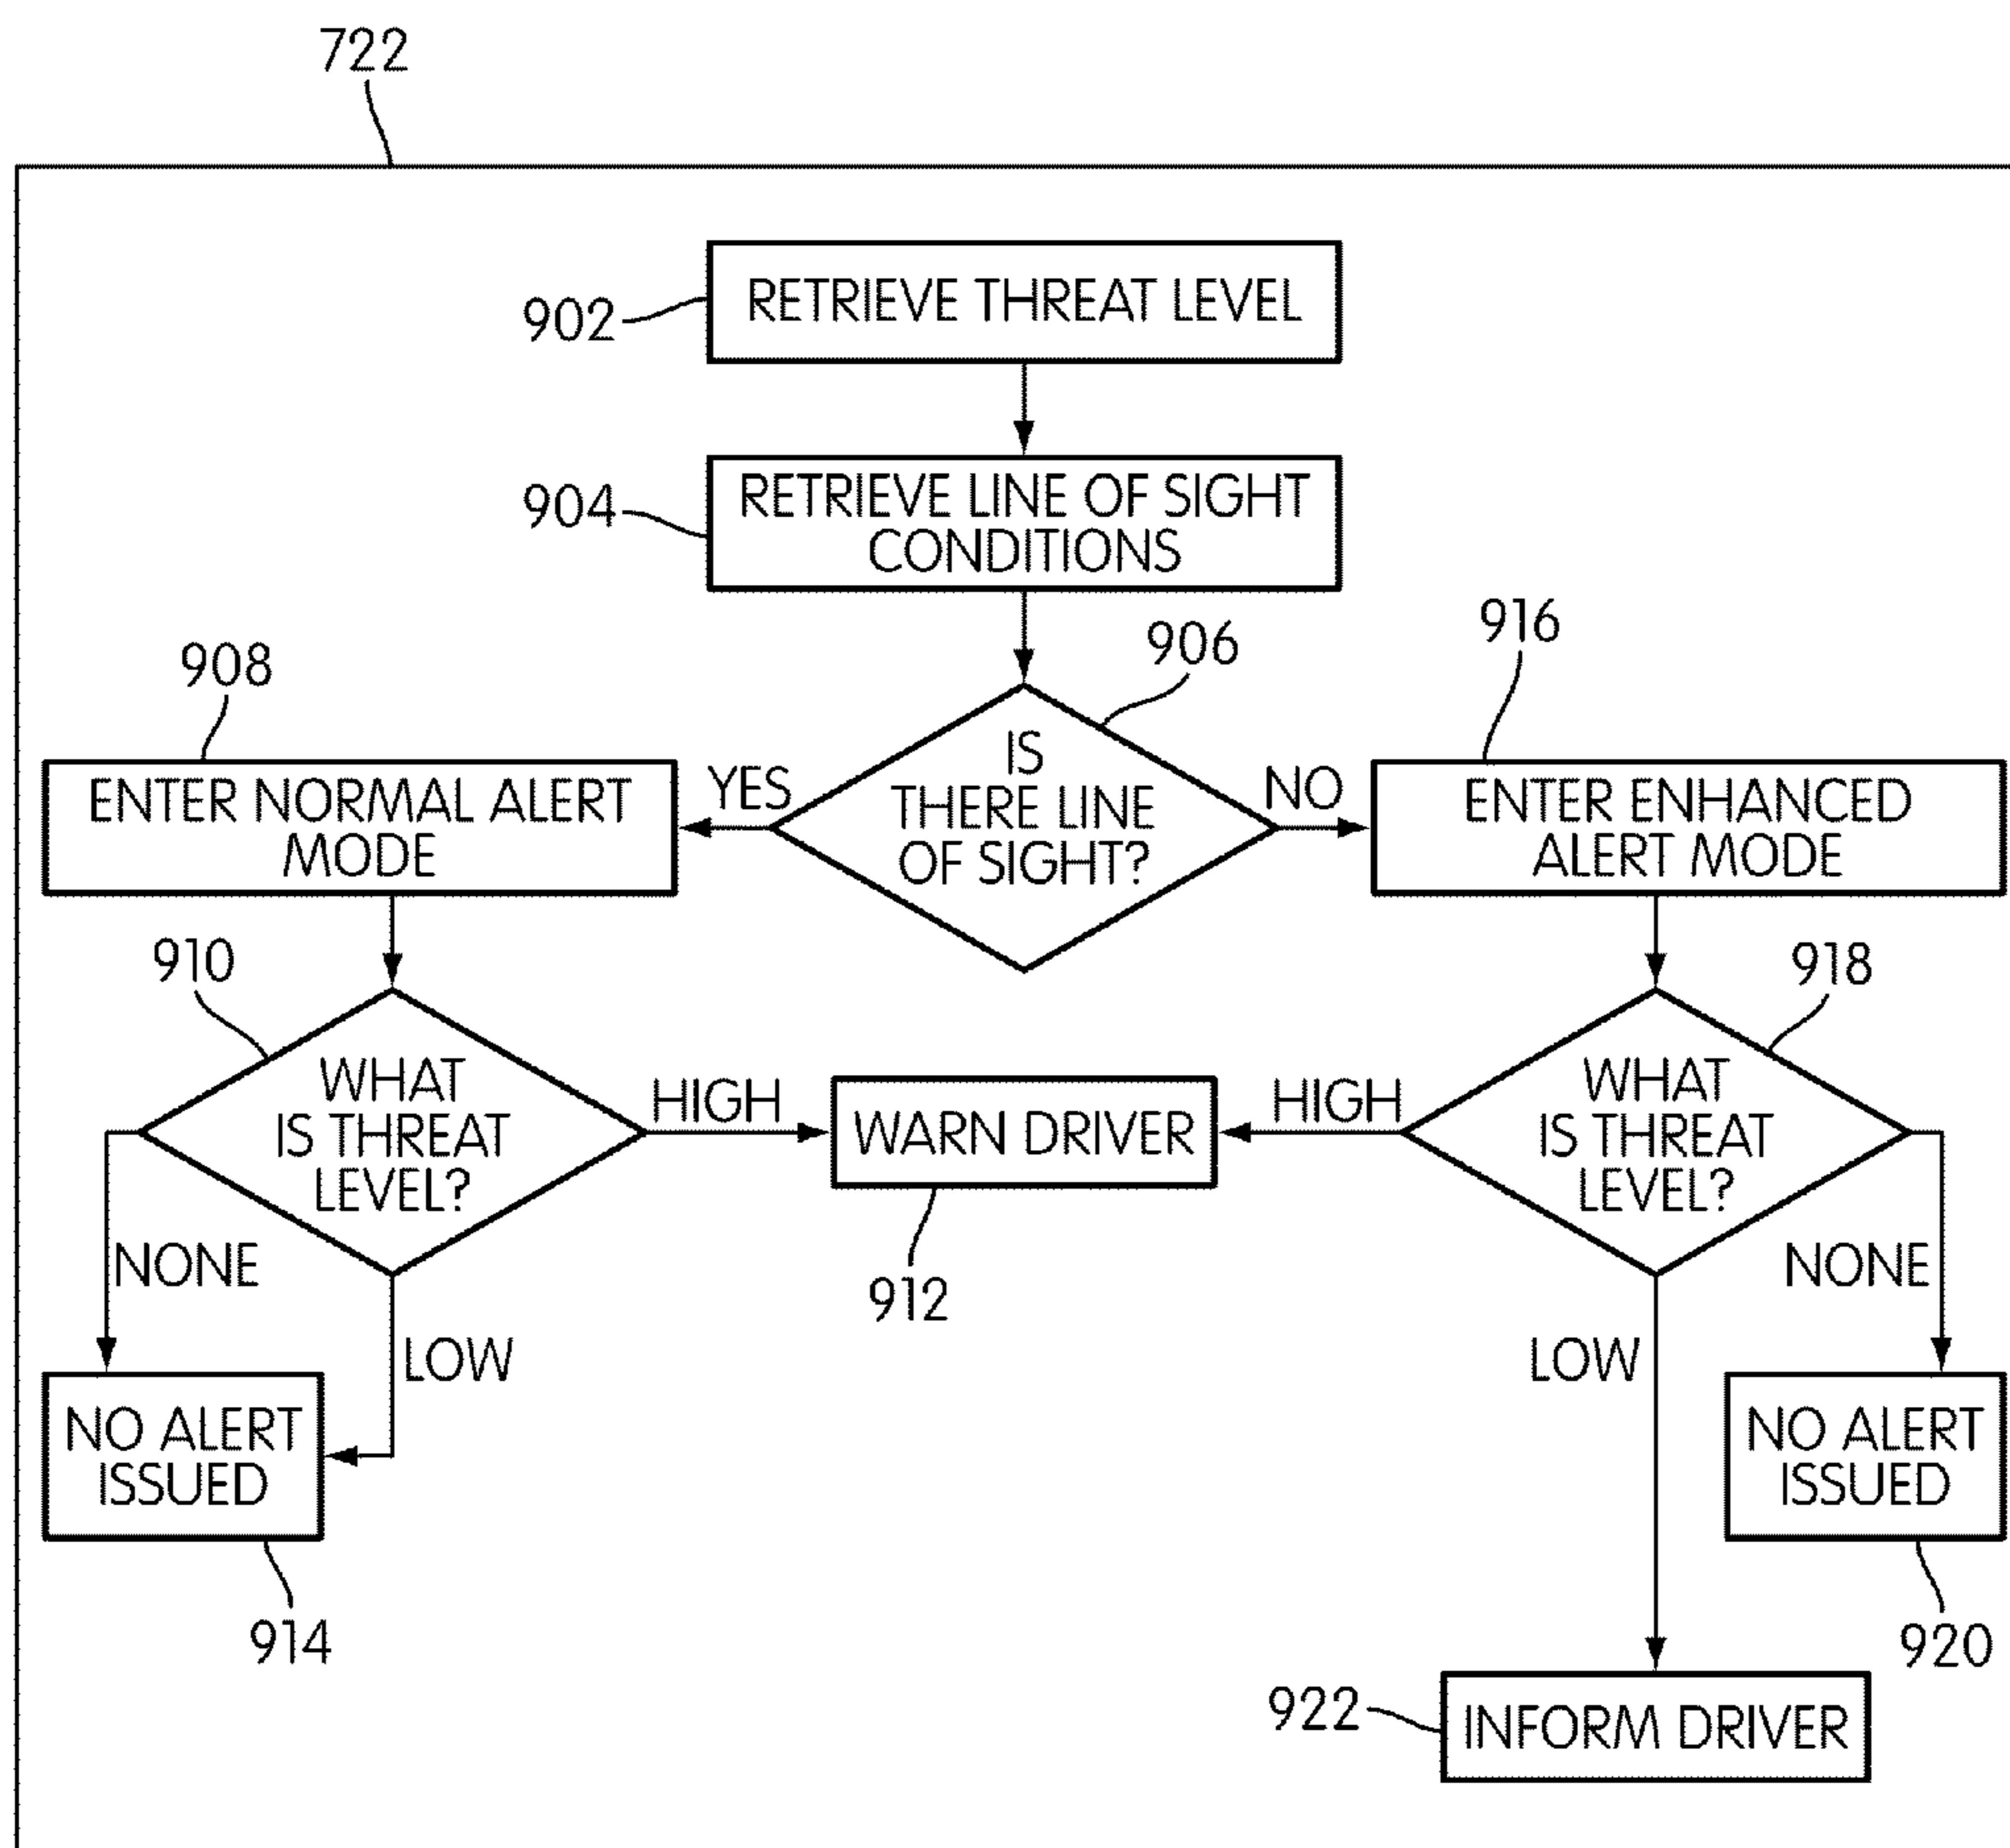 722
902
RETRIEVE THREAT LEVEL
904
RETRIEVE LINE OF SIGHT
CONDITIONS
906
916
908
ENTER NORMAL ALERT
MODE
YES
IS
THERE LINE
OF SIGHT?
NO
ENTER ENHANCED
ALERT MODE
910
918
WHAT
IS THREAT
LEVEL?
HIGH
WARN DRIVER
HIGH
WHAT
IS THREAT
LEVEL?
NONE
912
NONE
LOW
LOW
NO ALERT
ISSUED
NO ALERT
ISSUED
914
920
922
INFORM DRIVER